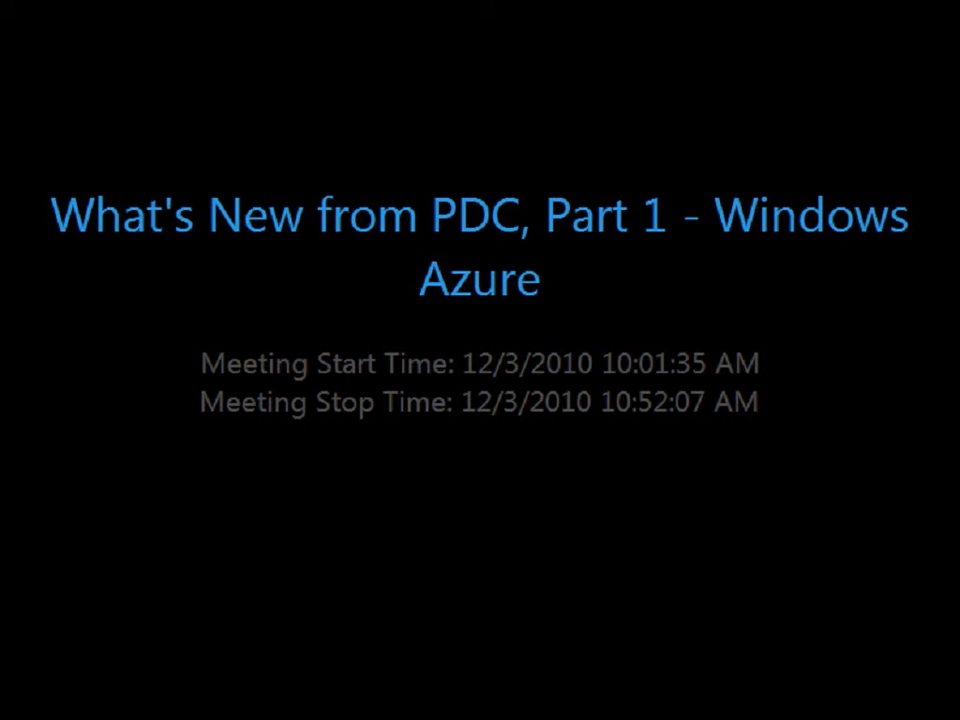 What's New from PDC, Part 1 - Windows
Azure
Meeting Start Time: 12/3/2010 10:01:35 AM
Meeting Stop Time: 12/3/2010 10:52:07 AM